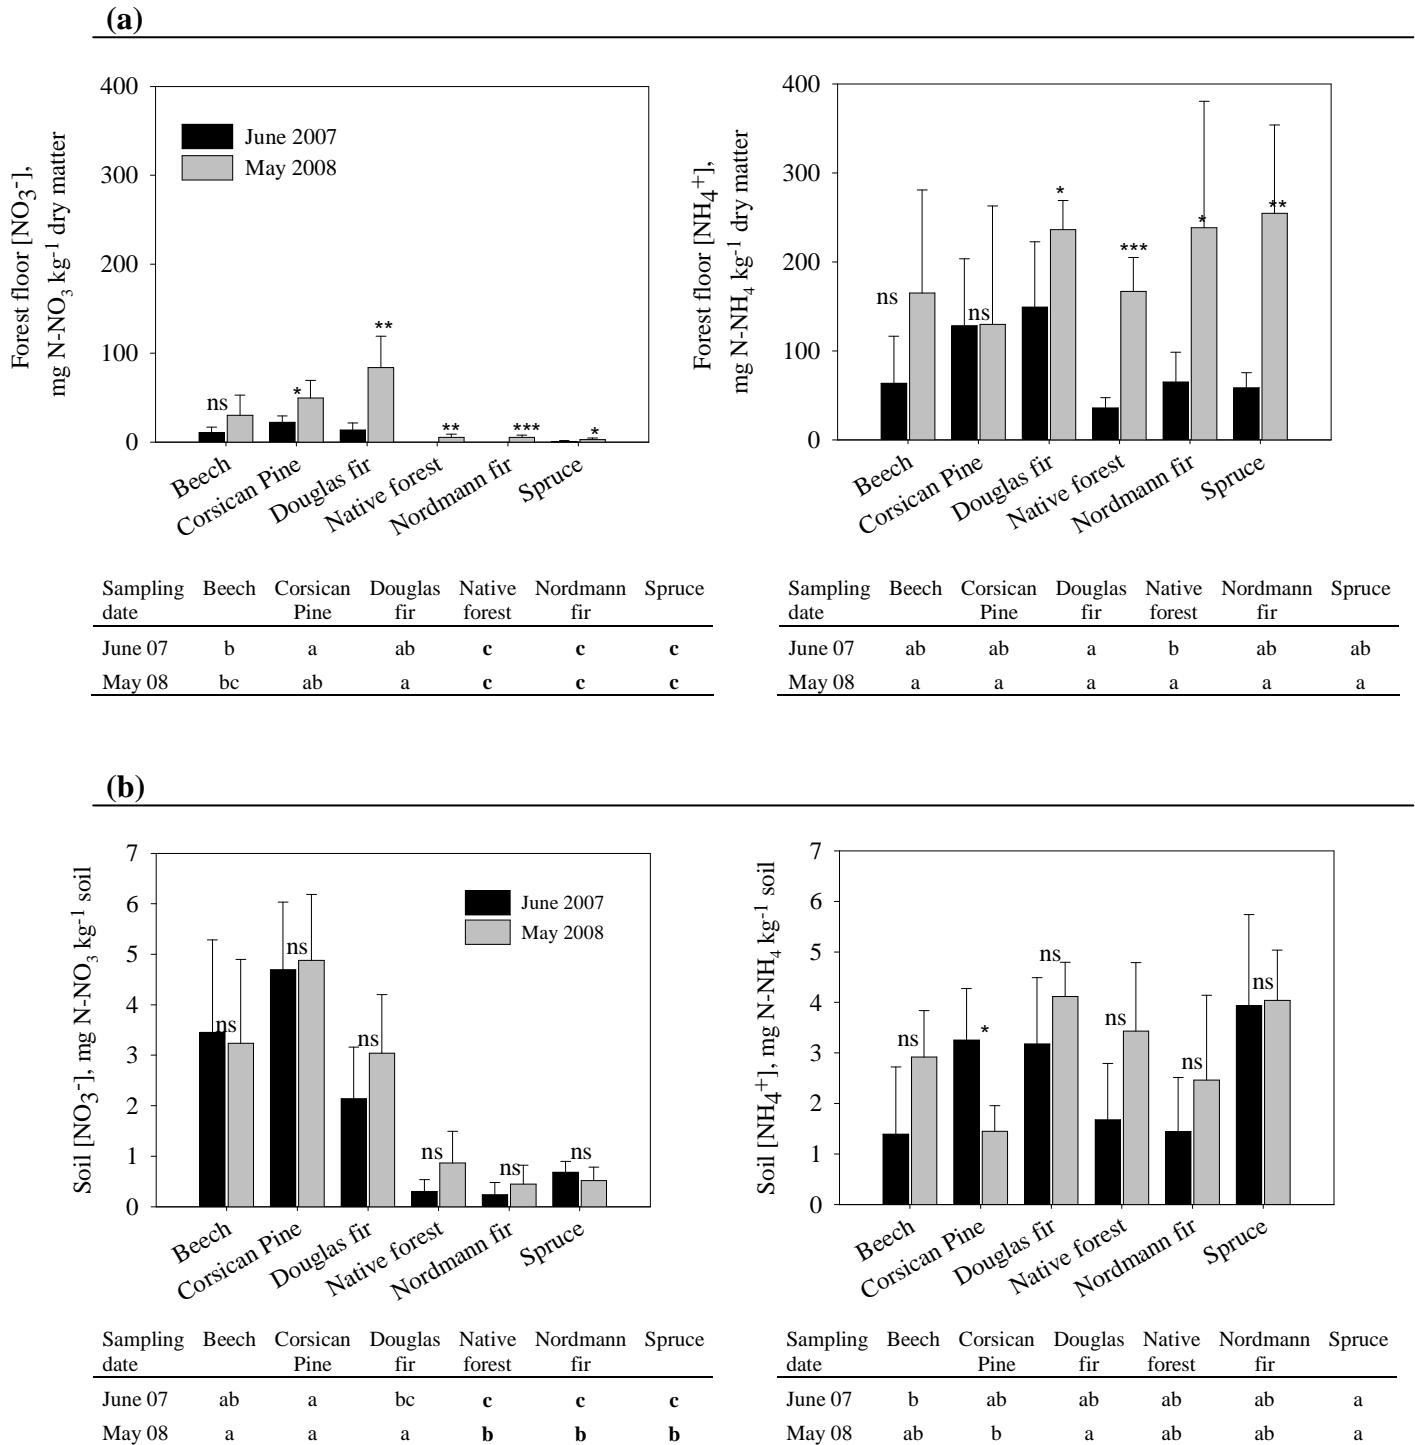 (a)
Forest floor [NO3-],
mg N-NO3 kg-1 dry matter
400
300
200
100
0
June 2007
May 2008
ns
*
**
**
***
*
Beech
Corsican Pine
Douglas fir
Native forest
Nordmann fir
Spruce
Forest floor [NH4+],
mg N-NH4 kg-1 dry matter
400
300
200
100
0
ns
ns
*
***
*
**
Beech
Corsican Pine
Douglas fir
Native forest
Nordmann fir
Spruce
Sampling date Beech Corsican Pine Douglas fir Native forest Nordmann fir Spruce
June 07 b a ab c c c
May 08 bc ab a c c c
Sampling date Beech Corsican Pine Douglas fir Native forest Nordmann fir Spruce
June 07 ab ab a b ab ab
May 08 a a a a a a
(b)
Soil [NO3-], mg N-NO3 kg-1 soil
7
6
5
4
3
2
1
0
June 2007
May 2008
ns
ns
ns
ns
ns
ns
Beech
Corsican Pine
Douglas fir
Native forest
Nordmann fir
Spruce
Soil [NH4+], mg N-NH4 kg-1 soil
7
6
5
4
3
2
1
0
ns
*
ns
ns
ns
ns
Beech
Corsican Pine
Douglas fir
Native forest
Nordmann fir
Spruce
Sampling date Beech Corsican Pine Douglas fir Native forest Nordmann fir Spruce
June 07 ab a bc c c c
May 08 a a a b b b
Sampling date Beech Corsican Pine Douglas fir Native forest Nordmann fir Spruce
June 07 b ab ab ab ab a
May 08 ab b a ab ab a